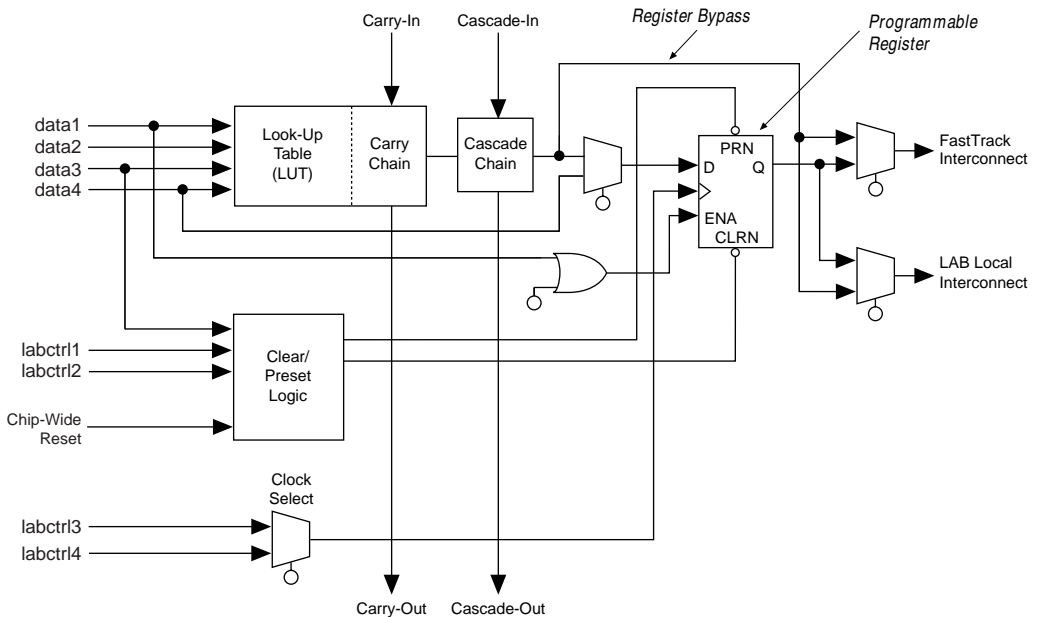 Carry-In
Cascade-In
Register Bypass
Programmable
Register
data1
data2
data3
data4
Look-Up
Table
(LUT)
Carry
Chain
Cascade
Chain
PRN
D
Q
ENA
CLRN
FastTrack
Interconnect
LAB Local
Interconnect
labctrl1
labctrl2
Clear/
Preset
Logic
Chip-Wide
Reset
Clock
Select
labctrl3
labctrl4
Carry-Out
Cascade-Out